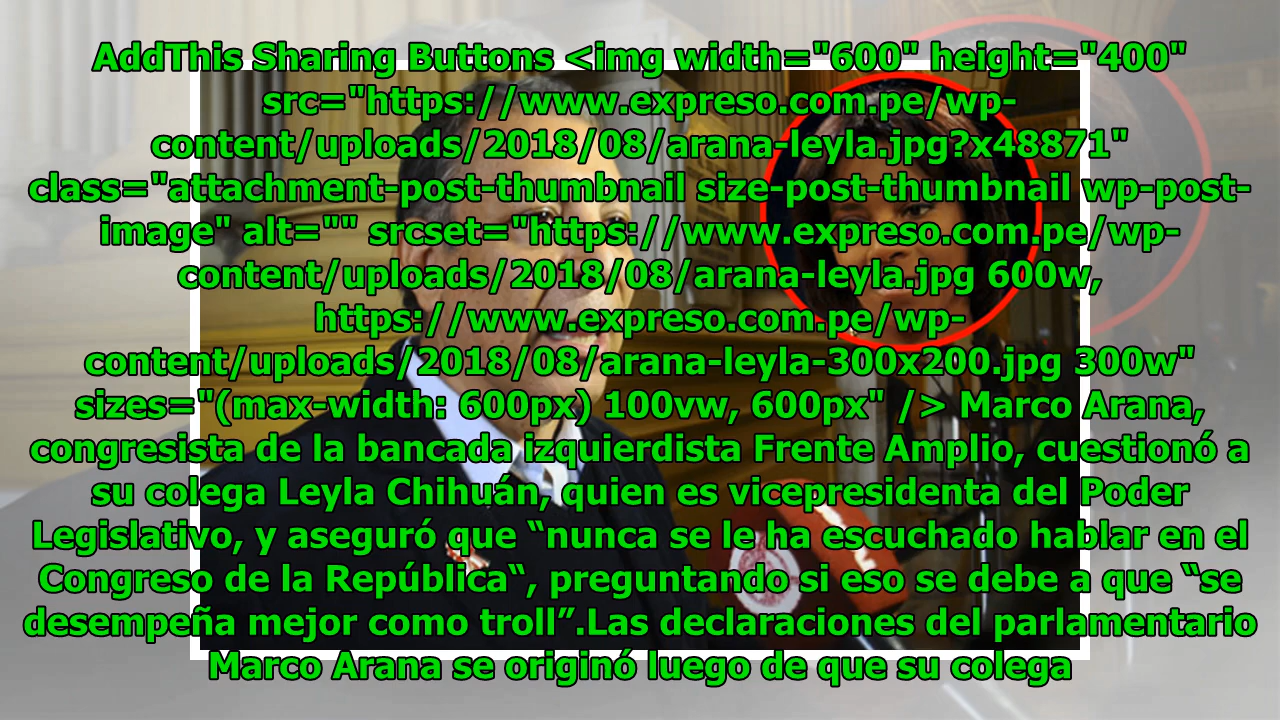 AddThis Sharing Buttons <img width="600" height="400"
src="https://www.expreso.com.pe/wp-
content/uploads/2018/08/arana-leyla.jpg?x48871"
class="attachment-post-thumbnail size-post-thumbnail wp-post-
image" alt="" srcset="https://www.expreso.com.pe/wp-
content/uploads/2018/08/arana-leyla.jpg 600w,
https://www.expreso.com.pe/wp-
content/uploads/2018/08/arana-leyla-300x200.jpg 300w"
sizes="(max-width: 600px) 100vw, 600px" /> Marco Arana,
congresista de la bancada izquierdista Frente Amplio, cuestionó a
su colega Leyla Chihuán, quien es vicepresidenta del Poder
Legislativo, y aseguró que “nunca se le ha escuchado hablar en el
Congreso de la República“, preguntando si eso se debe a que “se
desempeña mejor como troll”.Las declaraciones del parlamentario
Marco Arana se originó luego de que su colega